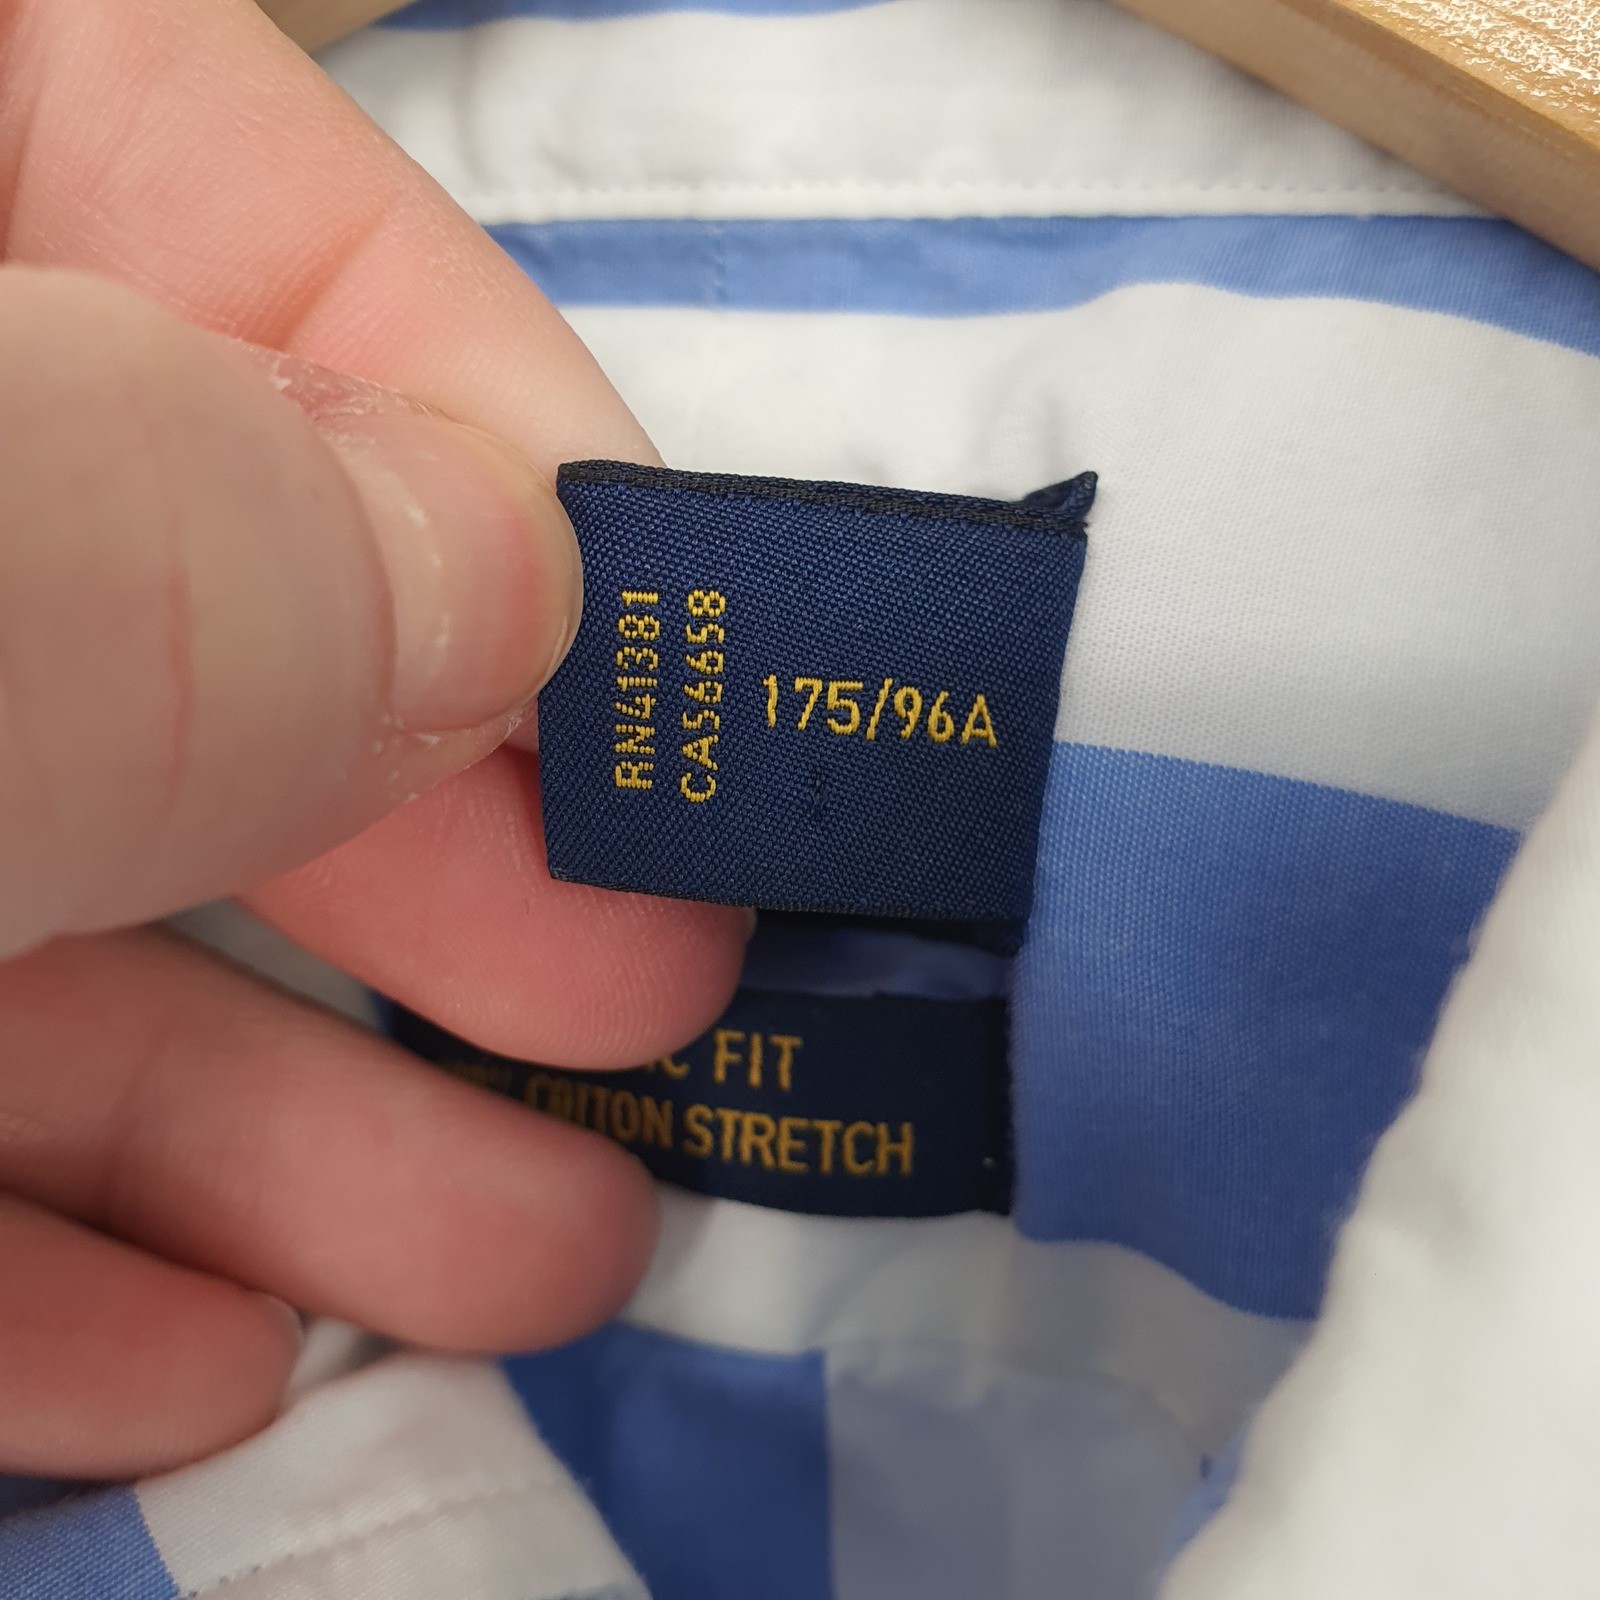 RN41381
CA56658
175/96A
FIT
COTTON STRETCH